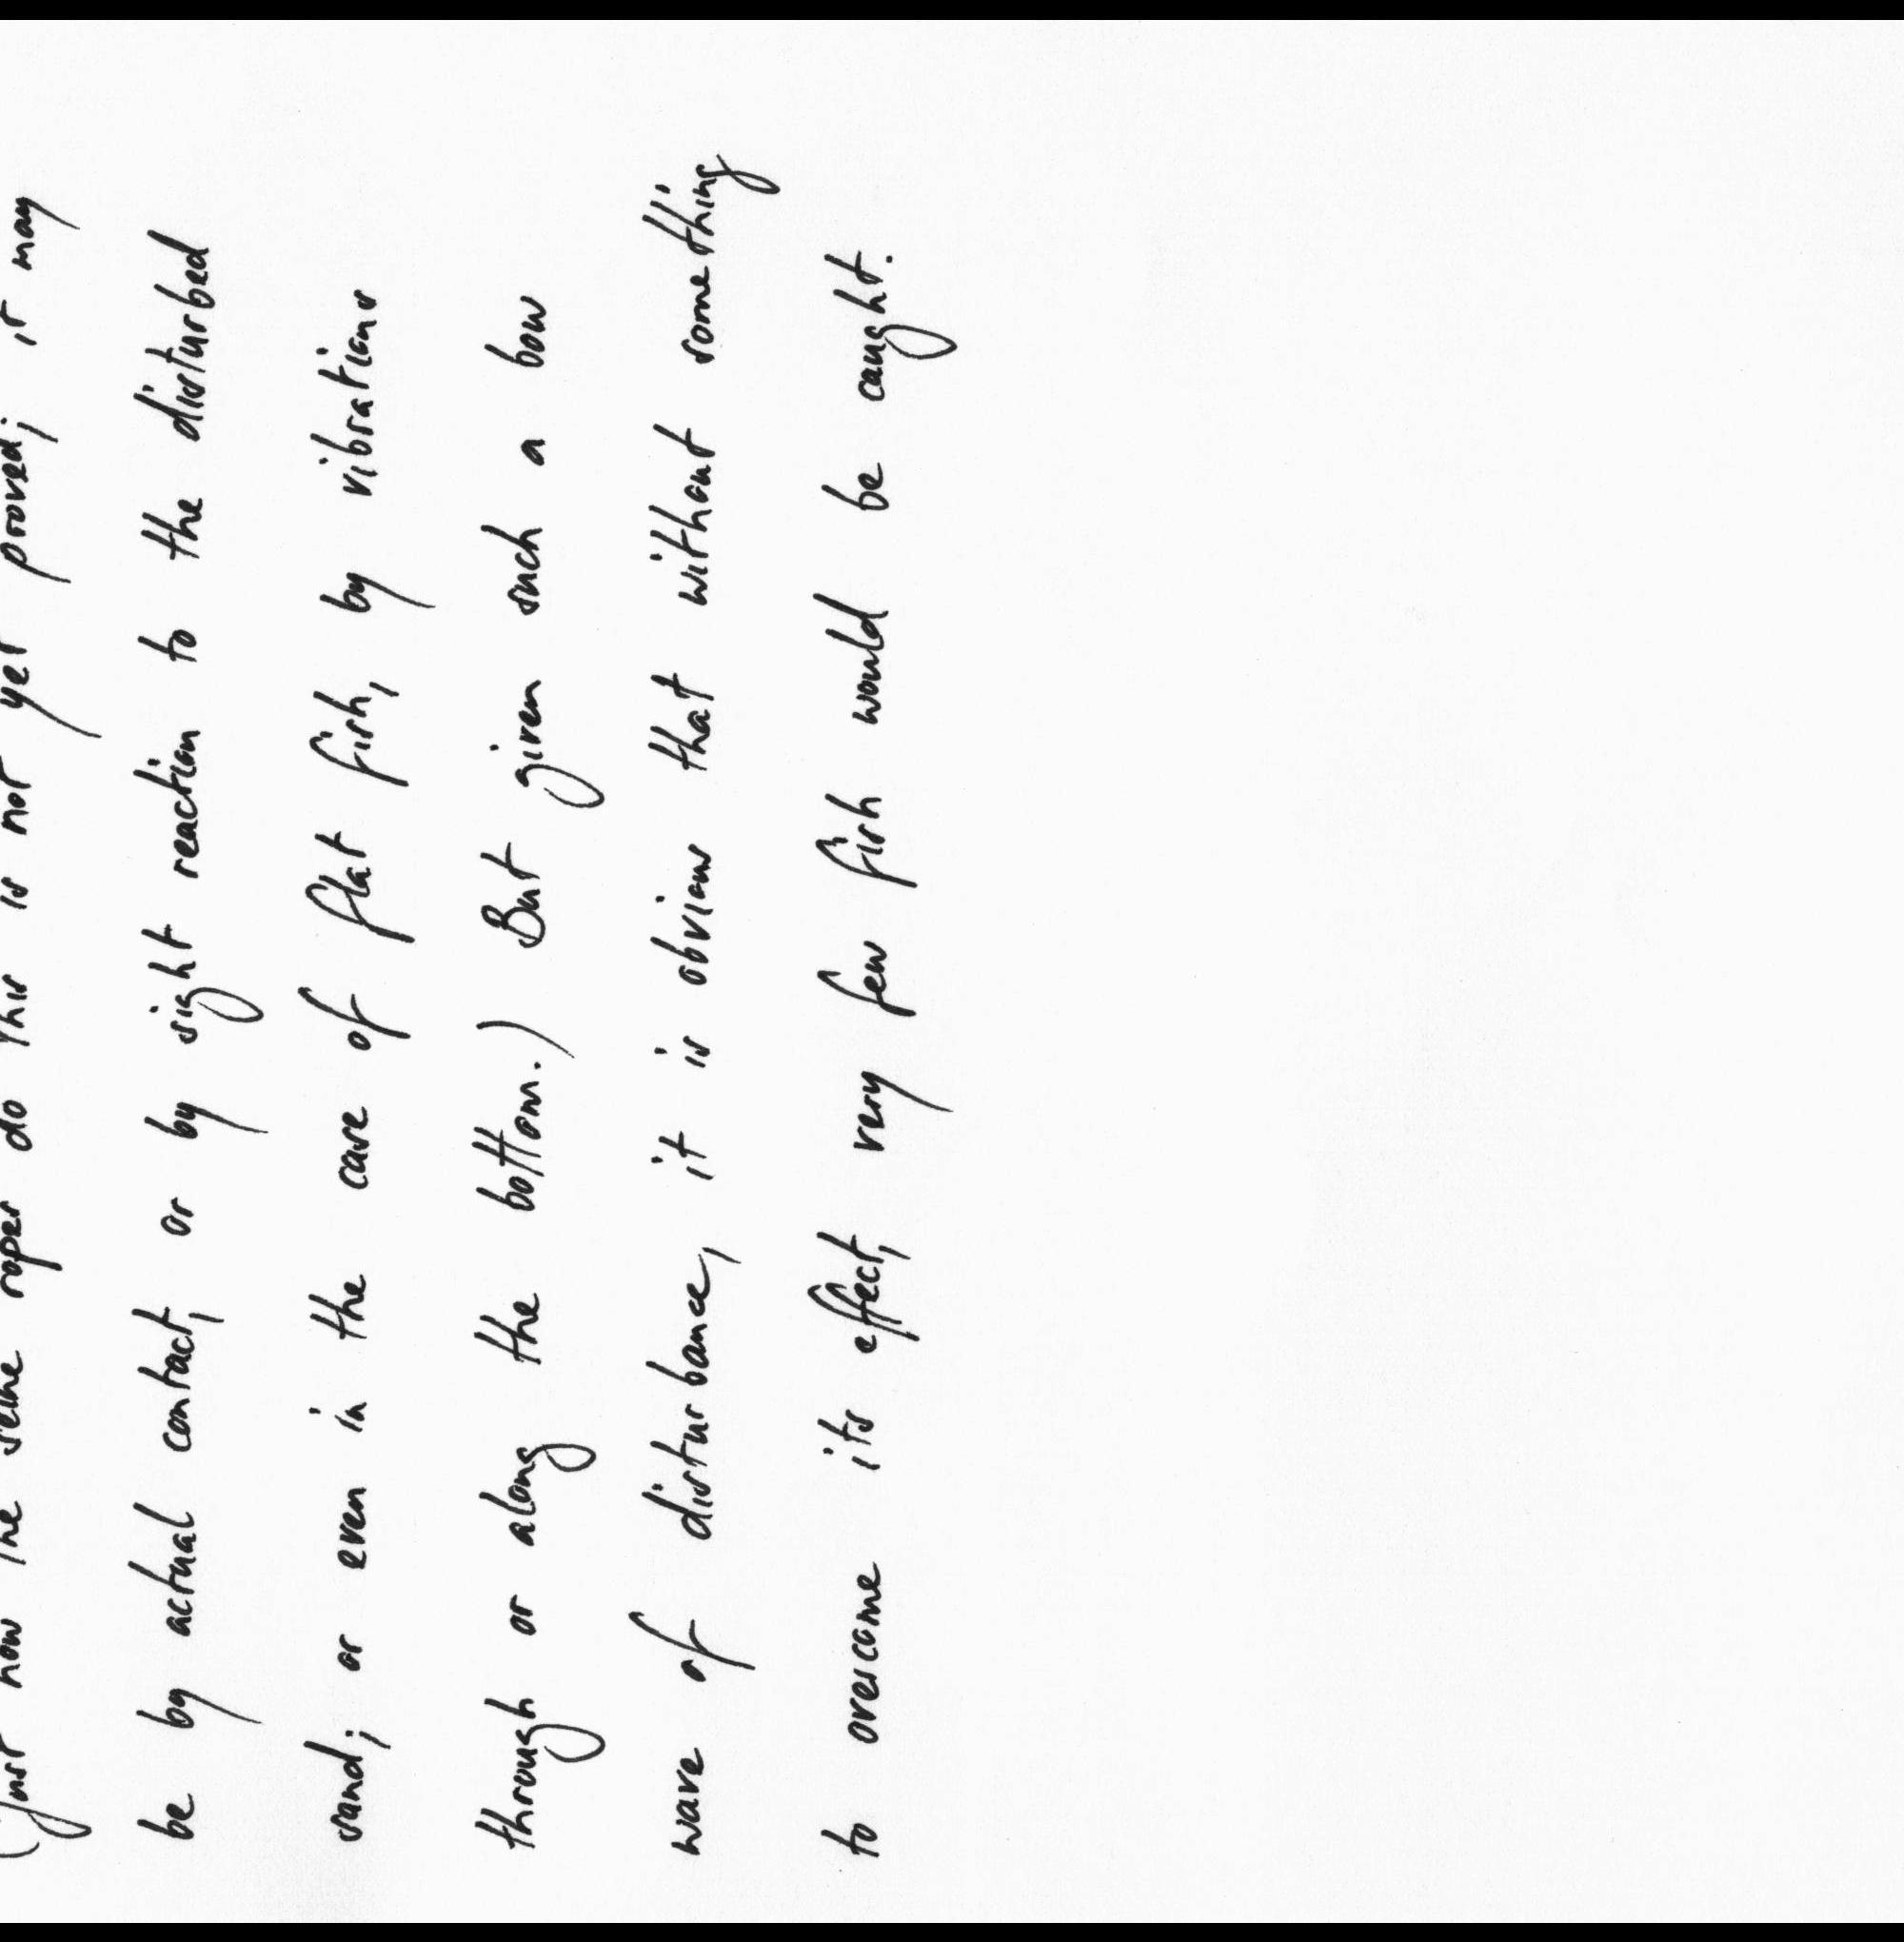 (Just how the seine ropes do this is not yet proved; it may
be by actual contact, or by sight reaction to the disturbed
sand; or even in the case of flat fish, by vibrations
through or along the bottom.) But given such a bow
wave of disturbance, it is obvious that without something
to overcome its effect, very few fish would be caught.